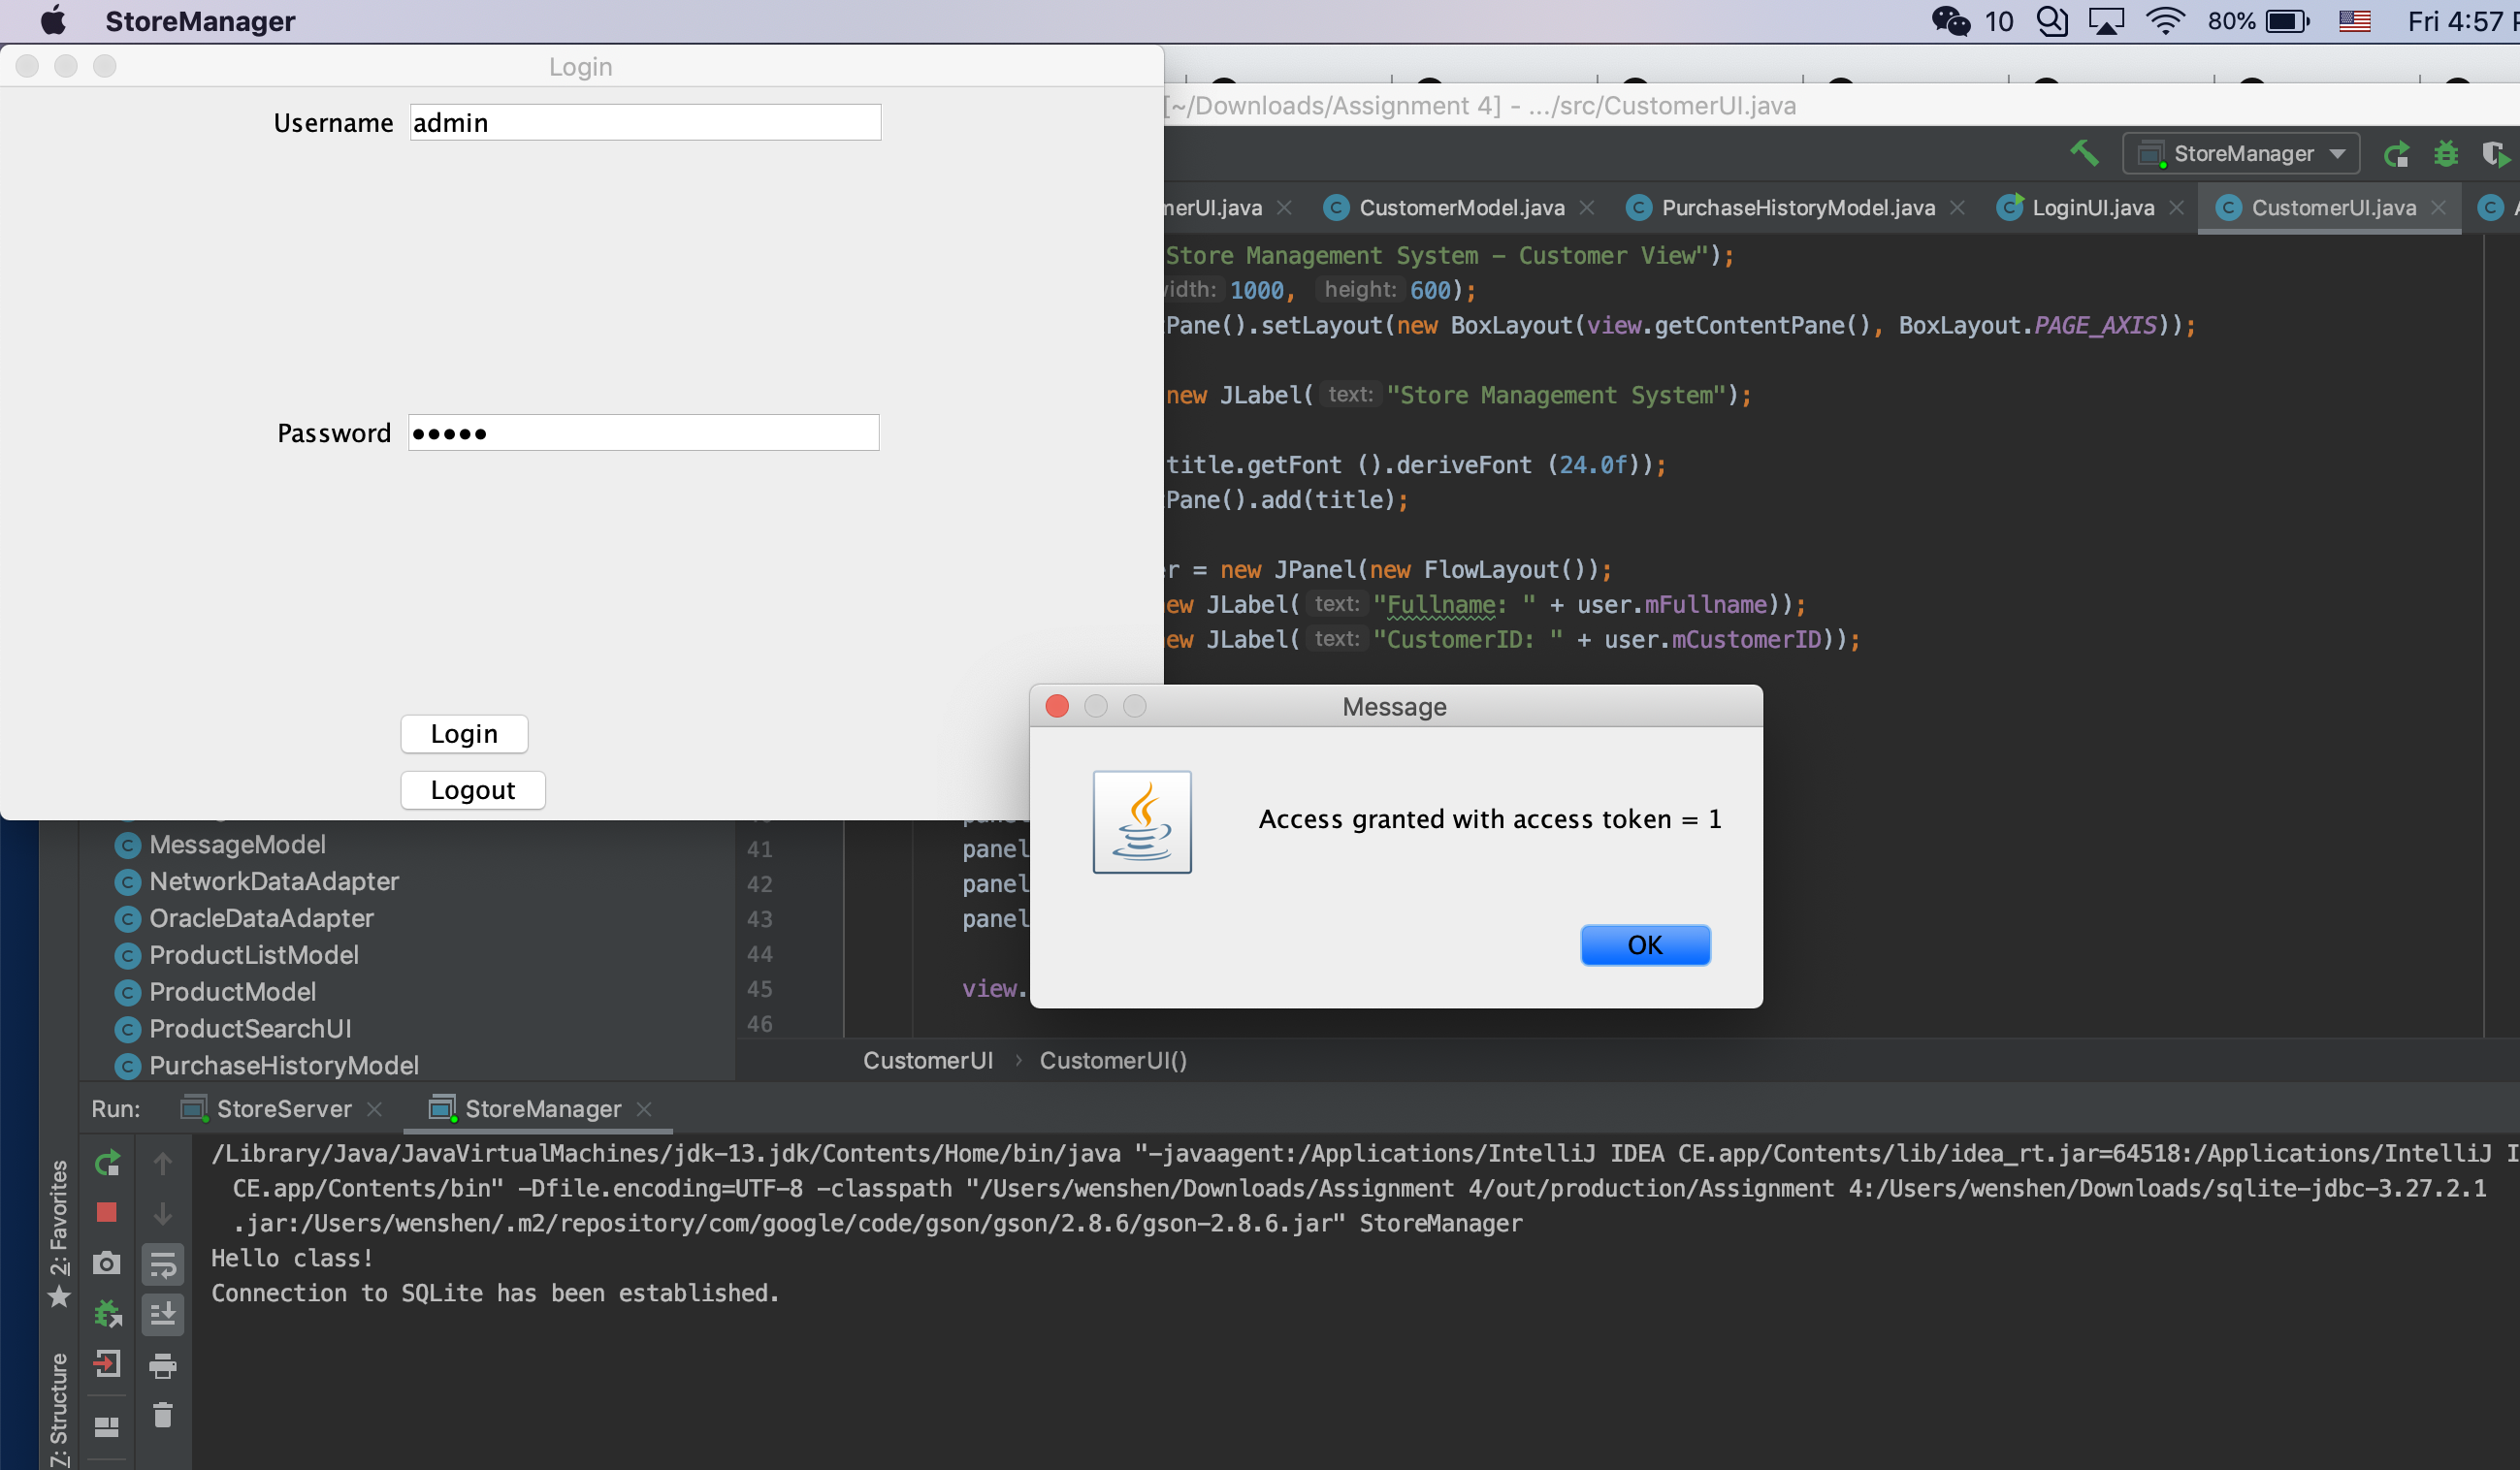 StoreManager
10
80%
Fri 4:57
Login
Username admin
Password
Login
Logout
[~/Downloads/Assignment 4] - .../src/CustomerUI.java
StoreManager
CustomerModel.java
PurchaseHistoryModel.java
LoginUI.java
CustomerUI.java
Store Management System - Customer View");
1000, height: 600);
Pane().setLayout(new BoxLayout(view.getContentPane(), BoxLayout.PAGE_AXIS));
new JLabel( text: "Store Management System");
title.getFont ().deriveFont (24.0f));
Pane().add(title);
= new JPanel(new FlowLayout());
JLabel( text: "Fullname: " + user.mFullname));
JLabel( text: "CustomerID: " + user.mCustomerID));
Message
Access granted with access token = 1
OK
MessageModel
NetworkDataAdapter
OracleDataAdapter
ProductListModel
ProductModel
ProductSearchUI
PurchaseHistoryModel
41 panel
42 panel
43 panel
44
45 view.
46
CustomerUI › CustomerUI()
Run: StoreServer StoreManager
/Library/Java/JavaVirtualMachines/jdk-13.jdk/Contents/Home/bin/java "-javaagent:/Applications/IntelliJ IDEA CE.app/Contents/lib/idea_rt.jar=64518:/Applications/IntelliJ
CE.app/Contents/bin" -Dfile.encoding=UTF-8 -classpath "/Users/wenshen/Downloads/Assignment 4/out/production/Assignment 4:/Users/wenshen/Downloads/sqlite-jdbc-3.27.2.1
.jar:/Users/wenshen/.m2/repository/com/google/code/gson/gson/2.8.6/gson-2.8.6.jar" StoreManager
Hello class!
Connection to SQLite has been established.
2: Favorites
7: Structure